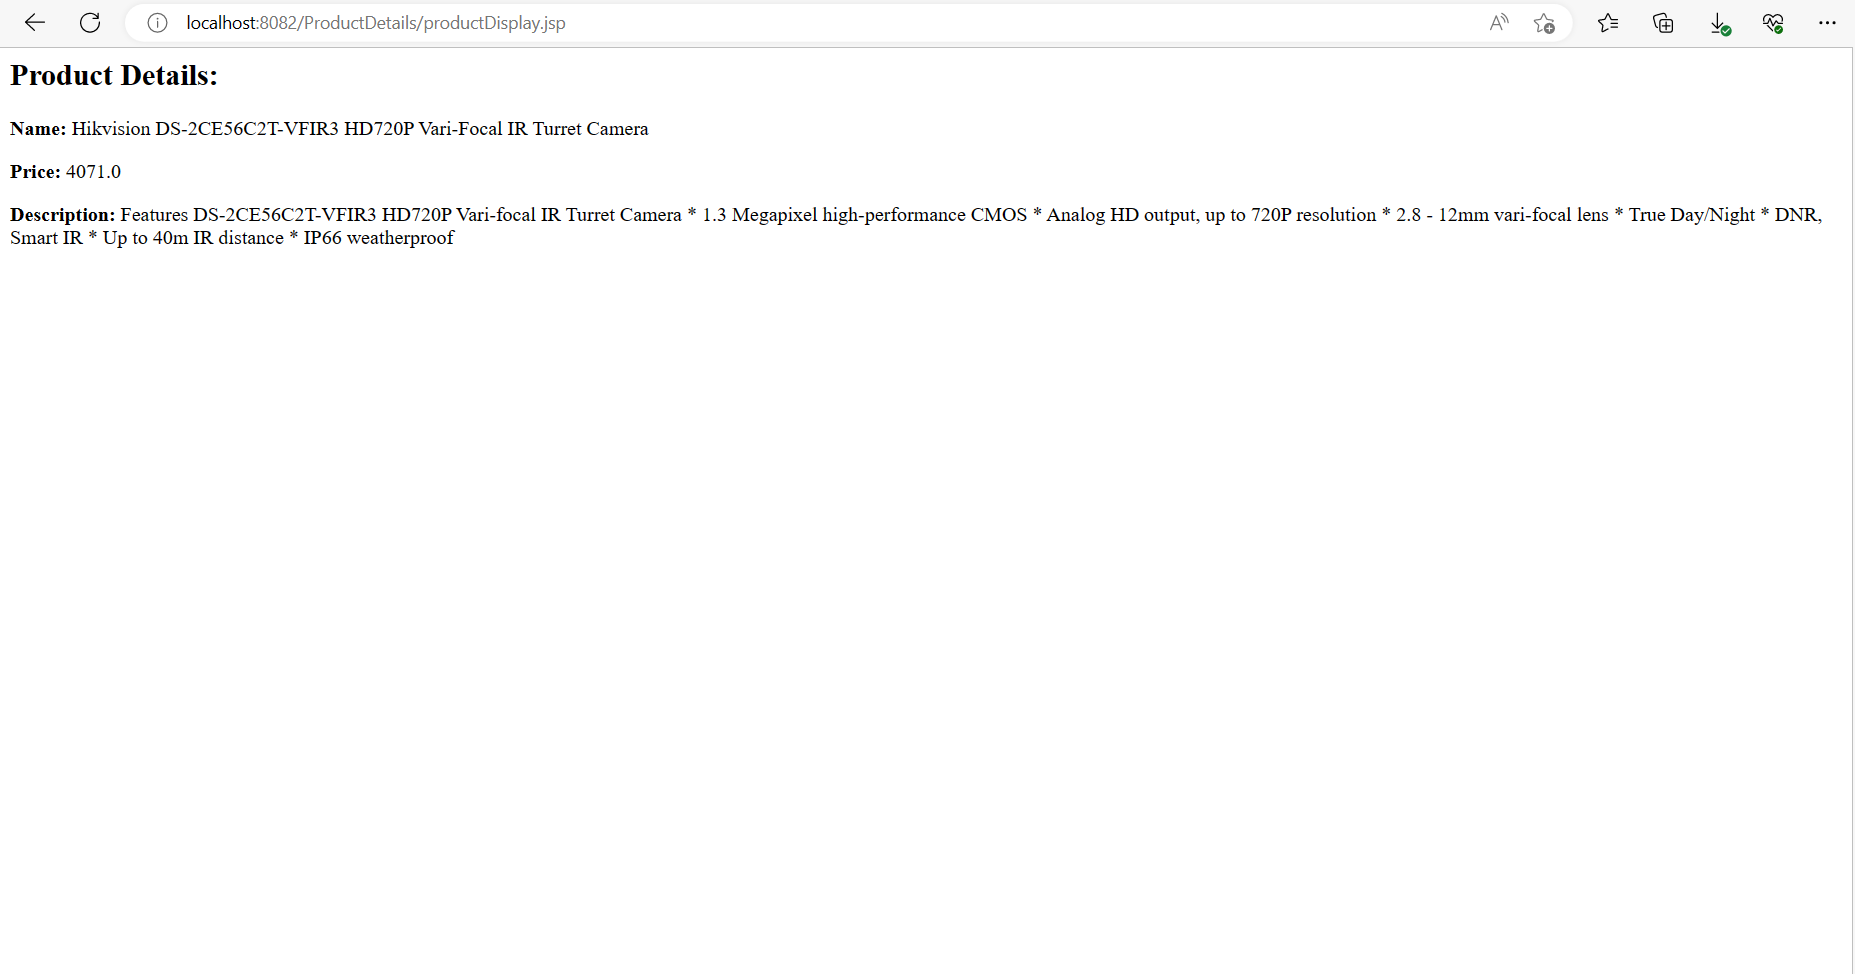 localhost:8082/ProductDetails/productDisplay.jsp
Product Details:
Name: Hikvision DS-2CE56C2T-VFIR3 HD720P Vari-Focal IR Turret Camera
Price: 4071.0
Description: Features DS-2CE56C2T-VFIR3 HD720P Vari-focal IR Turret Camera * 1.3 Megapixel high-performance CMOS * Analog HD output, up to 720P resolution * 2.8 - 12mm vari-focal lens * True Day/Night * DNR,
Smart IR * Up to 40m IR distance * IP66 weatherproof